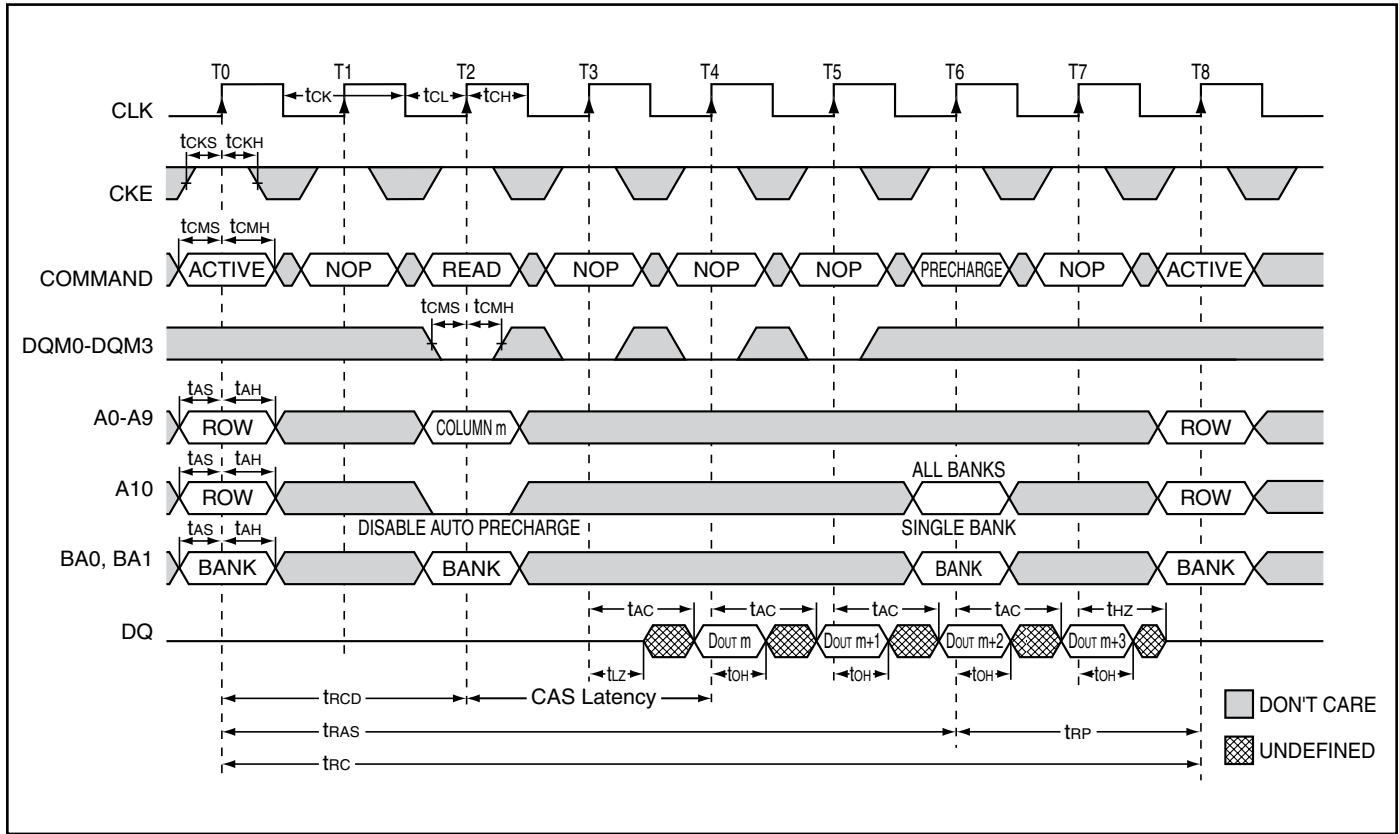 T0 T1 T2 T3 T4 T5 T6 T7 T8
CLK
tCK tCL tCH
tCKS tCKH
CKE
tCMS tCMH
COMMAND
ACTIVE NOP READ NOP NOP NOP PRECHARGE NOP ACTIVE
tCMS tCMH
DQM0-DQM3
tAS tAH
A0-A9
ROW COLUMN m ROW
tAS tAH
ALL BANKS
A10
ROW ROW
tAS tAH
DISABLE AUTO PRECHARGE
SINGLE BANK
BA0, BA1
BANK BANK BANK BANK
tAC tAC tAC tAC tHZ
DQ
DOUT m DOUT m+1 DOUT m+2 DOUT m+3
tLZ tOH tOH tOH tOH
tRCD CAS Latency
DON'T CARE
tRAS tRP
UNDEFINED
tRC